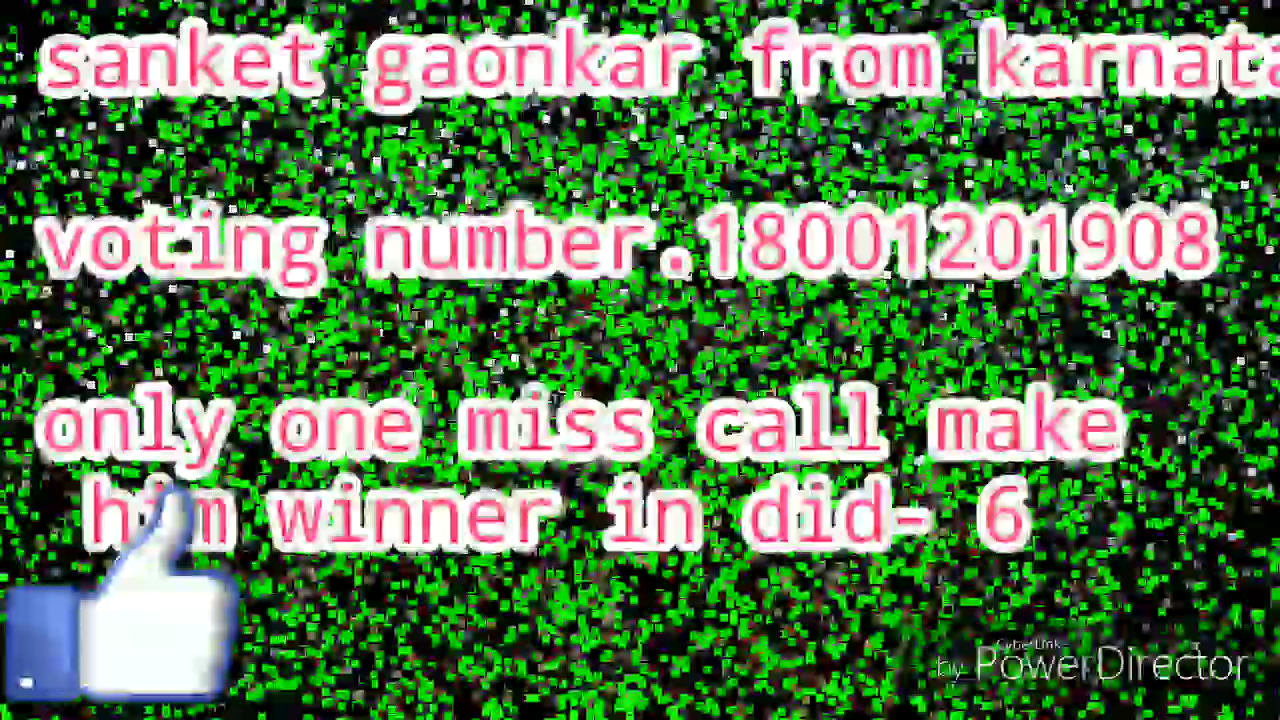 sanket gaonkar from karnata
voting number.18001201908
only one miss call make
him winner in did- 6
CyberLink
by PowerDirector